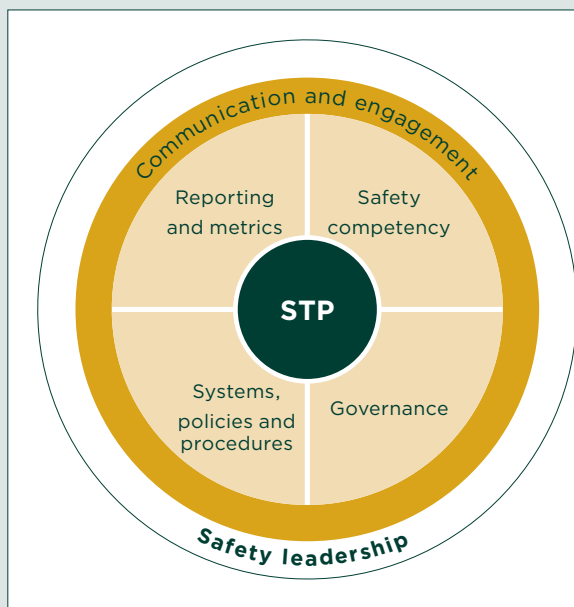 Communication and engagement
Reporting
and metrics
Safety
competency
STP
Systems,
policies and
procedures
Governance
Safety leadership